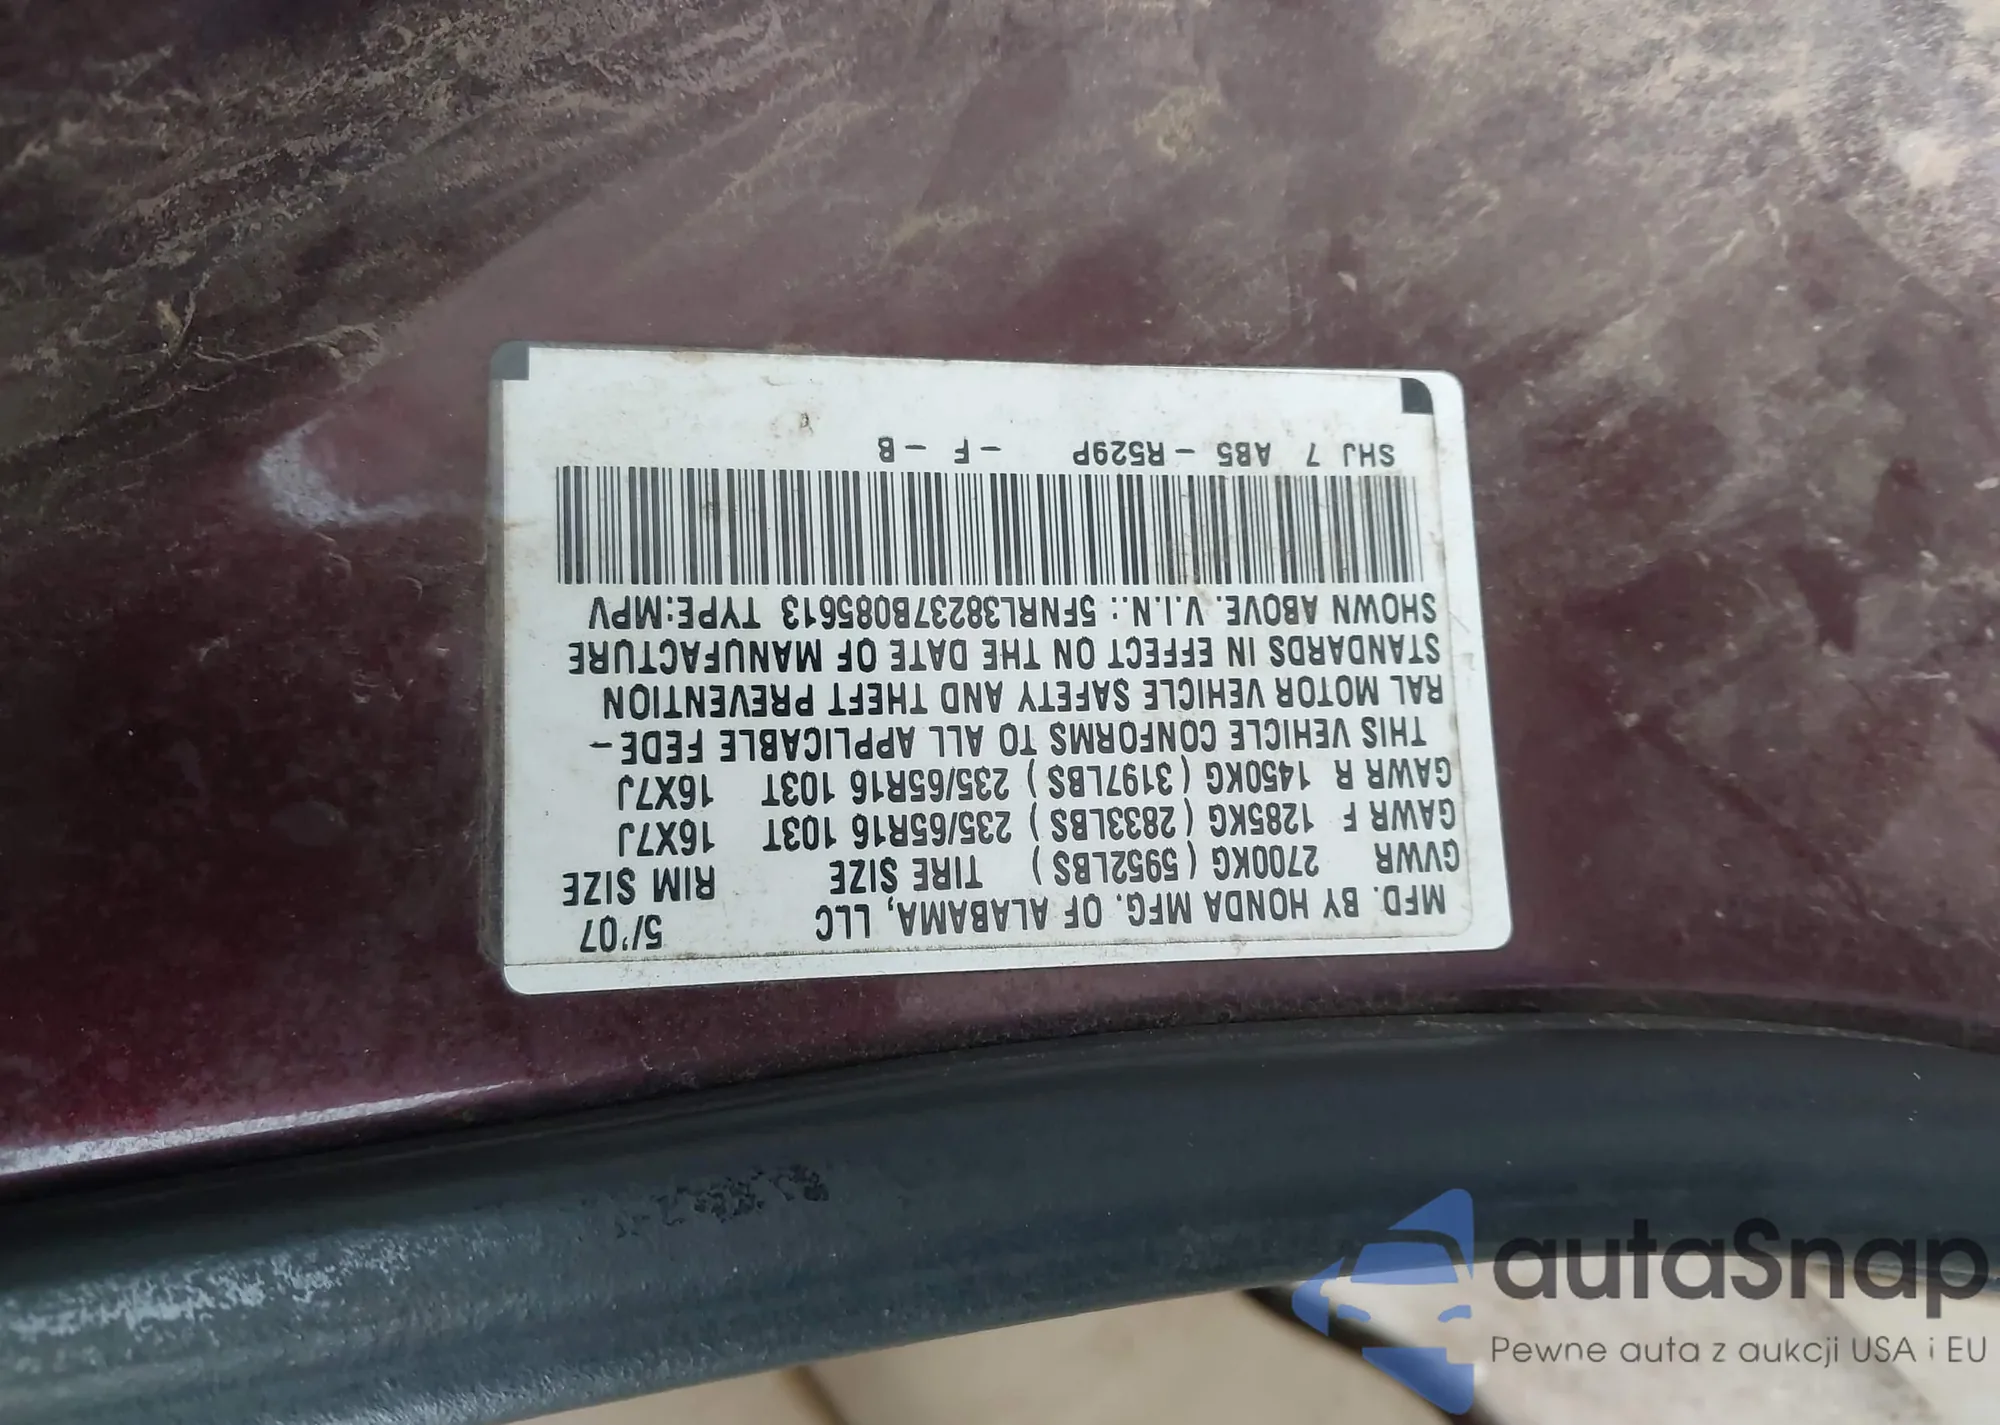 MFD. BY HONDA MFG. OF ALABAMA, LLC 5/'07
GVWR 2700KG ( 5952LBS ) TIRE SIZE RIM SIZE
GAWR F 1285KG ( 2833LBS ) 235/65R16 103T 16X7J
GAWR R 1450KG ( 3197LBS ) 235/65R16 103T 16X7J
THIS VEHICLE CONFORMS TO ALL APPLICABLE FEDE-
RAL MOTOR VEHICLE SAFETY AND THEFT PREVENTION
STANDARDS IN EFFECT ON THE DATE OF MANUFACTURE
SHOWN ABOVE. V.I.N.: 5FNRL38237B085613 TYPE:MPV
SHJ 7 AB5 - R529P - F - B
autaSnap
Pewne auta z aukcji USA i EU